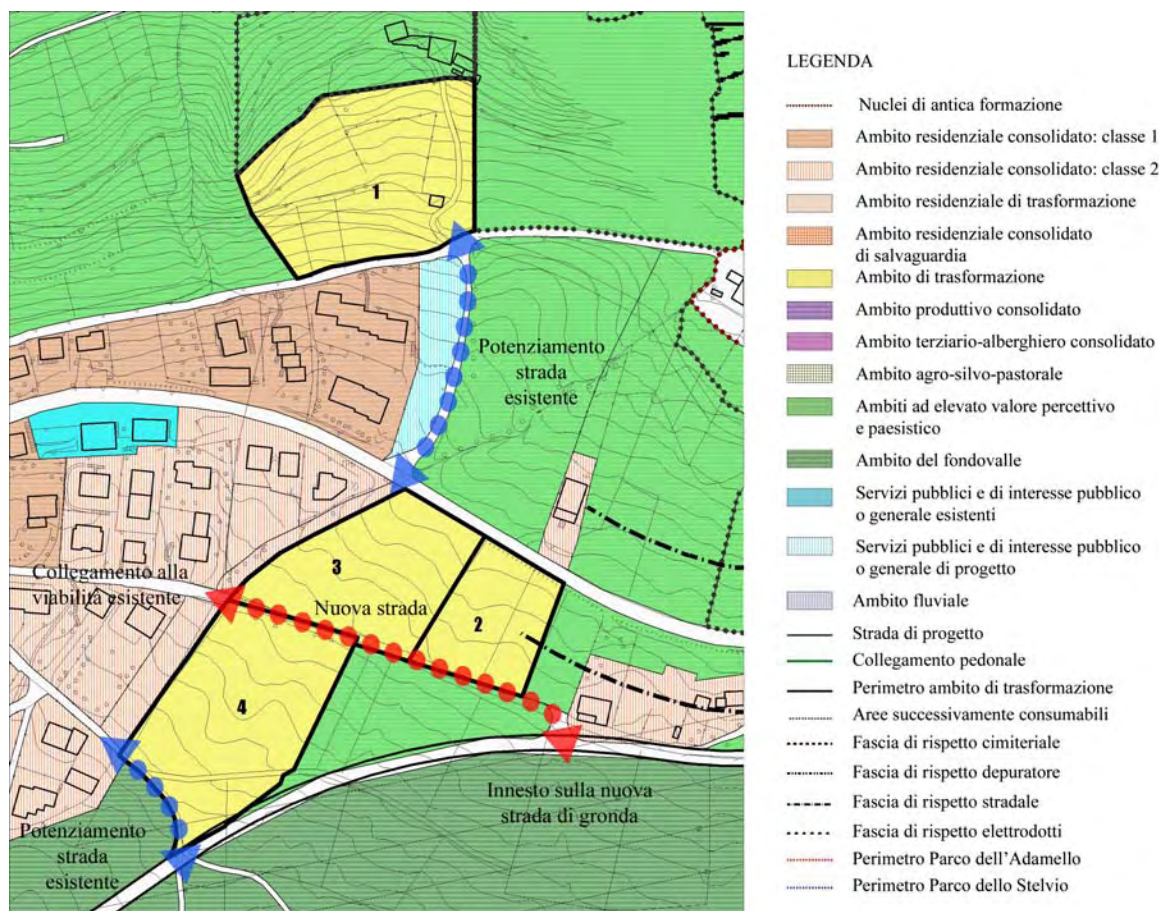 1
Potenziamento
strada
esistente
Collegamento alla
viabilità esistente
3
Nuova strada
2
4
Innesto sulla nuova
strada di gronda
Potenziamento
strada
esistente
LEGENDA
Nuclei di antica formazione
Ambito residenziale consolidato: classe 1
Ambito residenziale consolidato: classe 2
Ambito residenziale di trasformazione
Ambito residenziale consolidato
di salvaguardia
Ambito di trasformazione
Ambito produttivo consolidato
Ambito terziario-alberghiero consolidato
Ambito agro-silvo-pastorale
Ambiti ad elevato valore percettivo
e paesistico
Ambito del fondovalle
Servizi pubblici e di interesse pubblico
o generale esistenti
Servizi pubblici e di interesse pubblico
o generale di progetto
Ambito fluviale
Strada di progetto
Collegamento pedonale
Perimetro ambito di trasformazione
Aree successivamente consumabili
Fascia di rispetto cimiteriale
Fascia di rispetto depuratore
Fascia di rispetto stradale
Fascia di rispetto elettrodotti
Perimetro Parco dell'Adamello
Perimetro Parco dello Stelvio